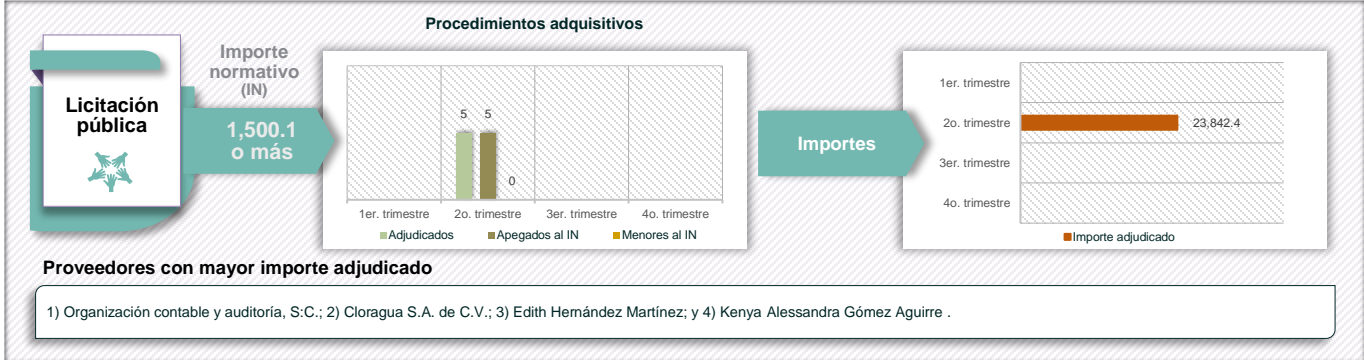 Procedimientos adquisitivos
Licitación
pública
Importe
normativo
(IN)
1,500.1
o más
5 5
0
1er. trimestre 2o. trimestre 3er. trimestre 4o. trimestre
Adjudicados Apegados al IN Menores al IN
Importes
1er. trimestre
2o. trimestre 23,842.4
3er. trimestre
4o. trimestre
Importe adjudicado
Proveedores con mayor importe adjudicado
1) Organización contable y auditoría, S:C.; 2) Cloragua S.A. de C.V.; 3) Edith Hernández Martínez; y 4) Kenya Alessandra Gómez Aguirre .